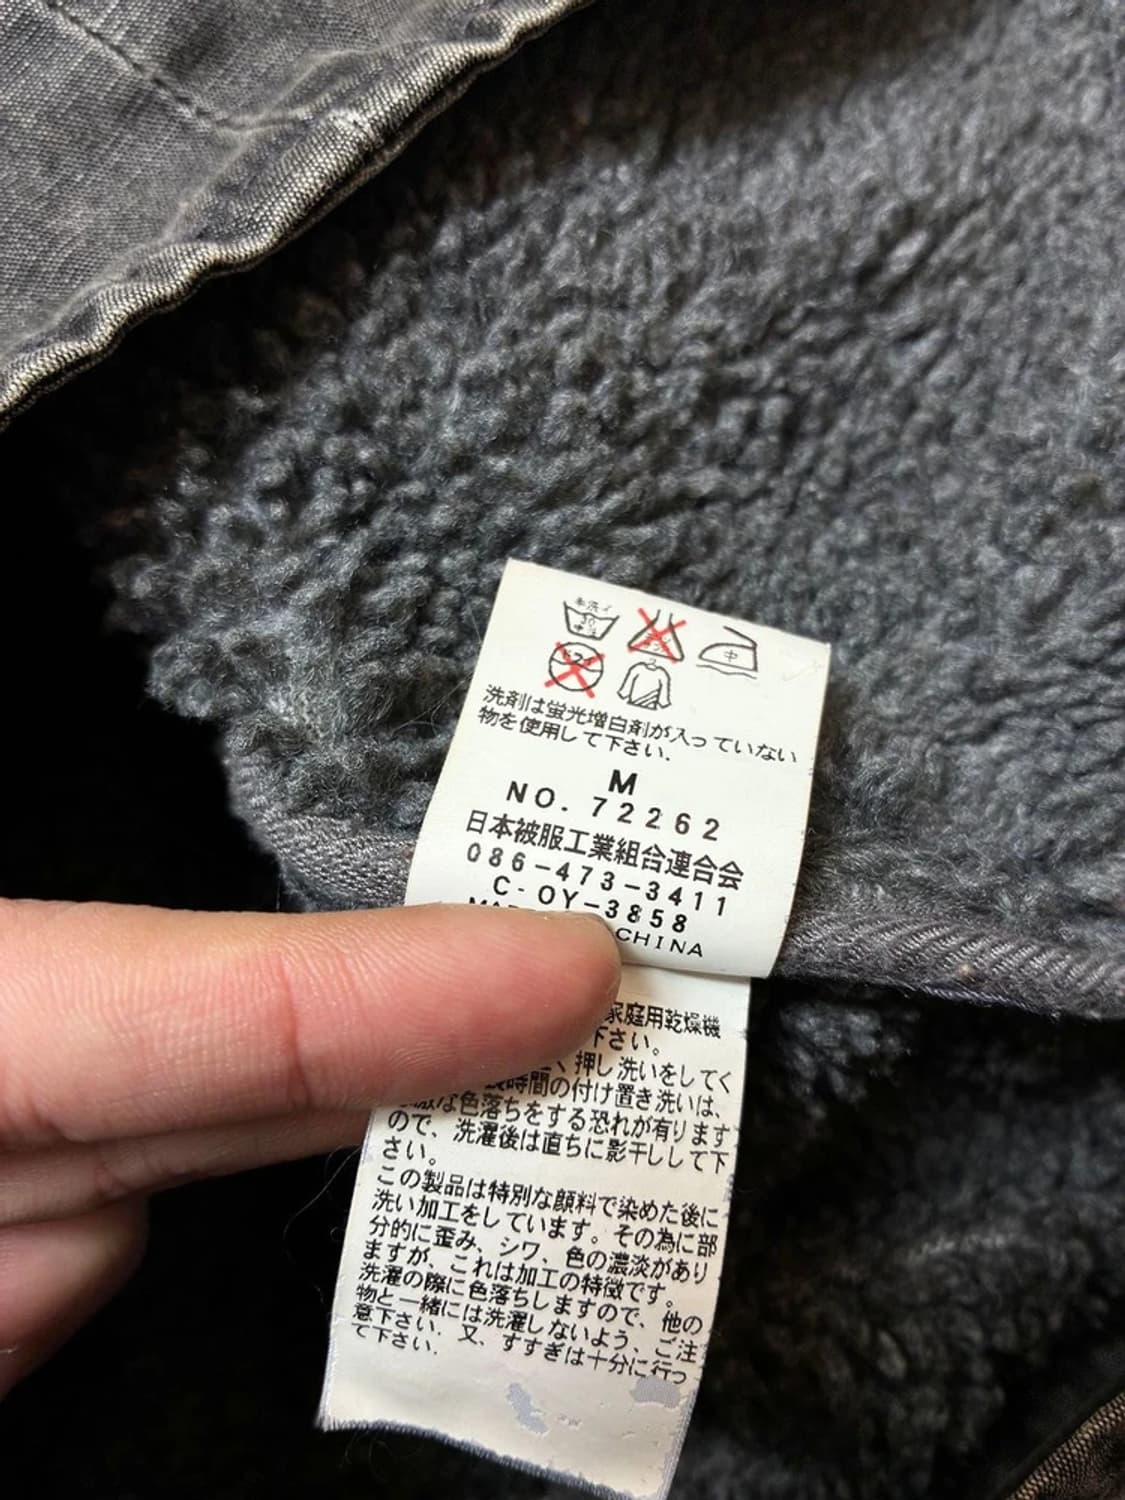 手洗イ
30
中性
中
洗剤は蛍光増白剤が入っていない
物を使用して下さい.
M
NO. 72262
日本被服工業組合連合会
086-473-3411
C- OY-3858
CHINA
家庭用乾燥機
下さい。
、押し洗いをしてく
時間の付け置き洗いは、
な色落ちをする恐れが有ります
ので、洗濯後は直ちに影干しして下
さい。
この製品は特別な顔料で染めた後に
洗い加工をしています。その為に部
分的に歪み、シワ、色の濃淡があり
ますが、これは加工の特徴です。
洗濯の際に色落ちしますので、他の
物と一緒には洗濯しないよう、ご注
意下さい. 又、すすぎは十分に行っ
て下さい.